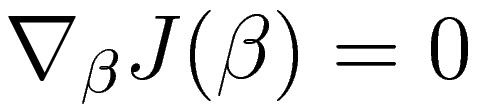 ∇_β J(β) = 0